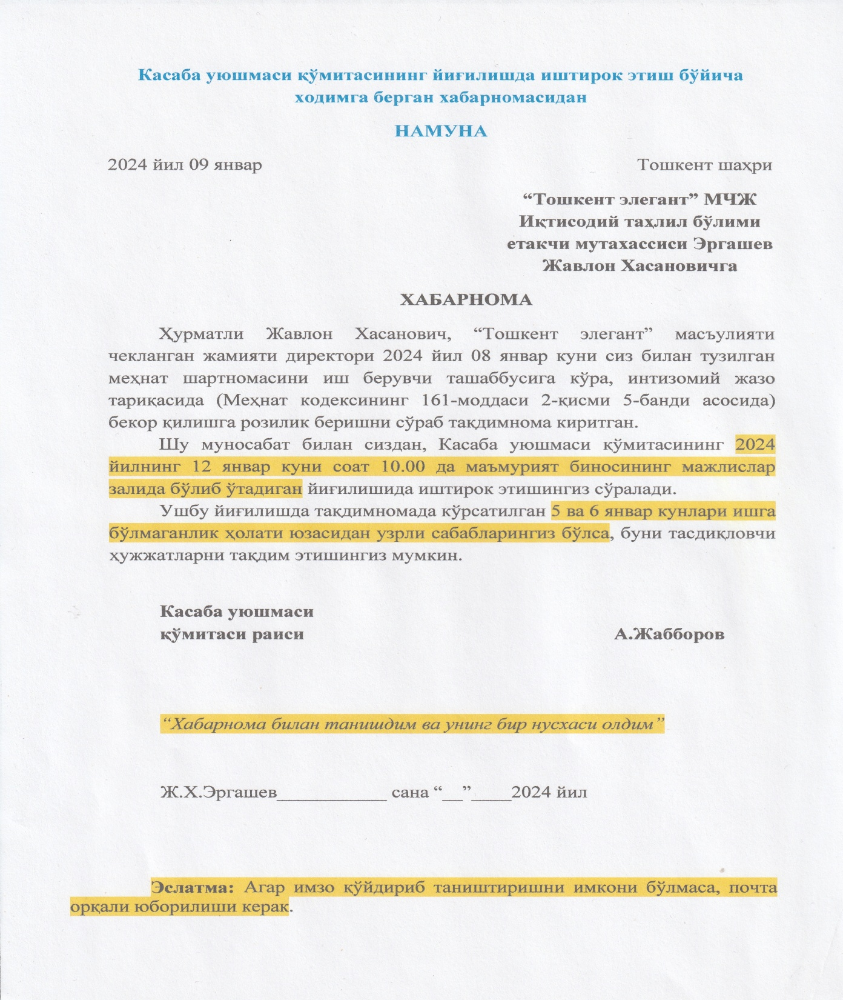 Касаба уюшмаси қўмитасининг йиғилишда иштирок этиш бўйича
ходимга берган хабарномасидан
НАМУНА
2024 йил 09 январ Тошкент шаҳри
“Тошкент элегант” МЧЖ
Иқтисодий таҳлил бўлими
етакчи мутахассиси Эргашев
Жавлон Хасановичга
ХАБАРНОМА
Ҳурматли Жавлон Хасанович, “Тошкент элегант” масъулияти
чекланган жамияти директори 2024 йил 08 январ куни сиз билан тузилган
меҳнат шартномасини иш берувчи ташаббусига кўра, интизомий жазо
тариқасида (Меҳнат кодексининг 161-моддаси 2-қисми 5-банди асосида)
бекор қилишга розилик беришни сўраб тақдимнома киритган.
Шу муносабат билан сиздан, Касаба уюшмаси қўмитасининг 2024
йилнинг 12 январ куни соат 10.00 да маъмурият биносининг мажлислар
залида бўлиб ўтадиган йиғилишида иштирок этишингиз сўралади.
Ушбу йиғилишда тақдимномада кўрсатилган 5 ва 6 январ кунлари ишга
бўлмаганлик ҳолати юзасидан узрли сабабларингиз бўлса, буни тасдиқловчи
ҳужжатларни тақдим этишингиз мумкин.
Касаба уюшмаси
қўмитаси раиси А.Жабборов
“Хабарнома билан танишдим ва унинг бир нусхаси олдим”
Ж.Х.Эргашев_____________ сана “__”_____2024 йил
Эслатма: Агар имзо қўйдириб таништиришни имкони бўлмаса, почта
орқали юборилиши керак.